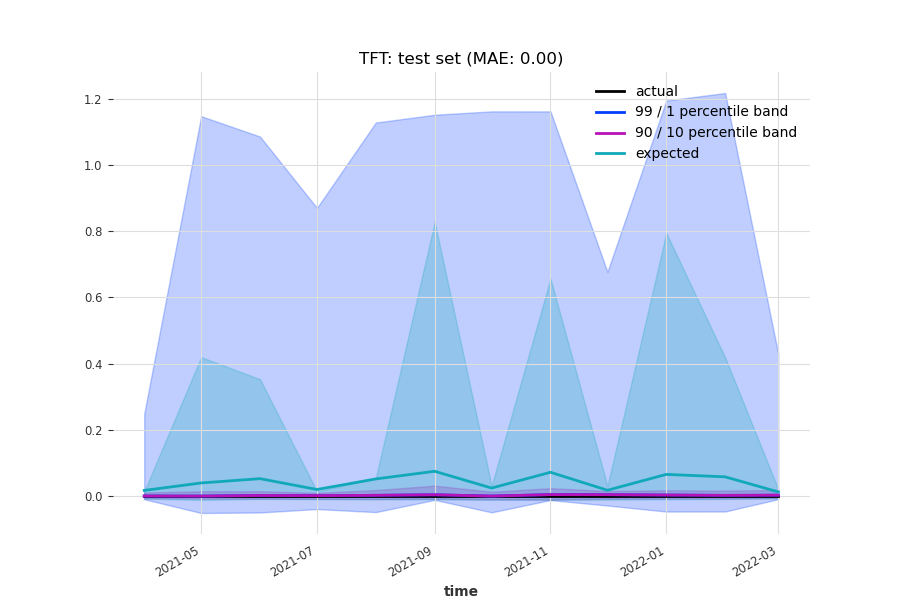 TFT: test set (MAE: 0.00)
actual
99 / 1 percentile band
90 / 10 percentile band
expected
1.2
1.0
0.8
0.6
0.4
0.2
0.0
2021-05
2021-07
2021-09
2021-11
2022-01
2022-03
time